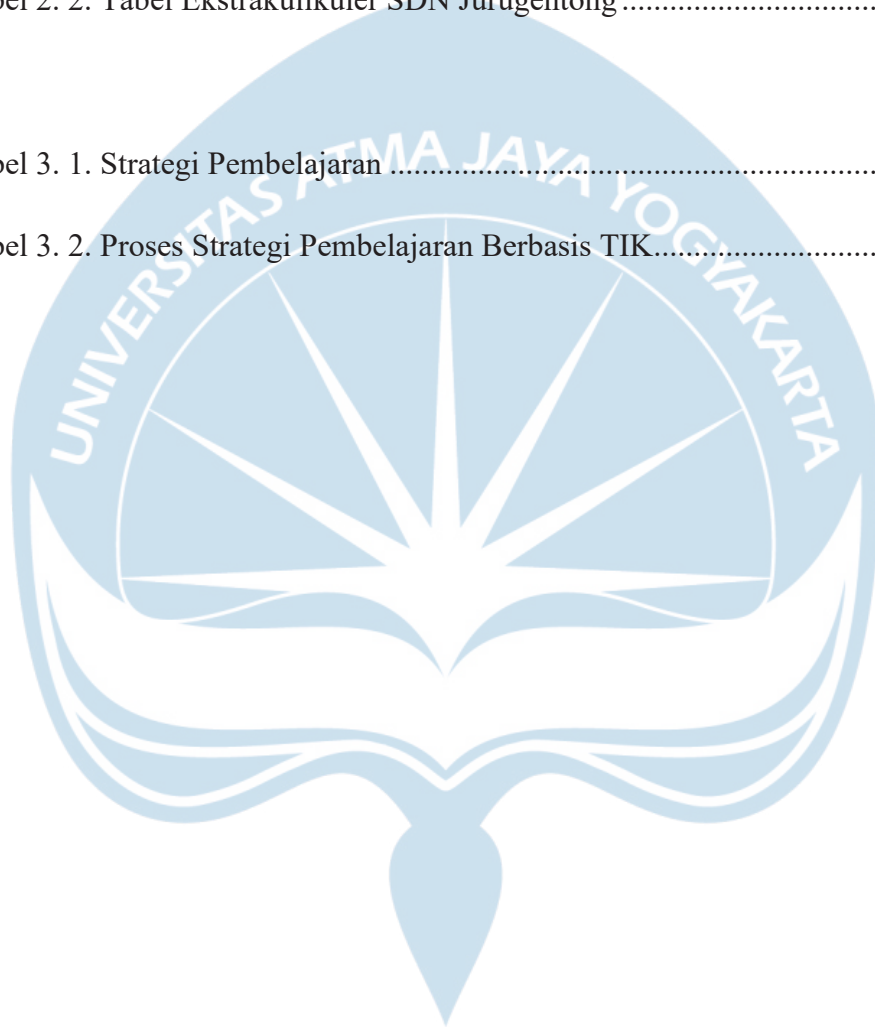 bel 2. 2. Tabel Ekstrakulikuler SDN Jurugentong ....................................
bel 3. 1. Strategi Pembelajaran ...............................................................
bel 3. 2. Proses Strategi Pembelajaran Berbasis TIK.............................
UNIVERSITAS ATMA JAYA YOGYAKARTA